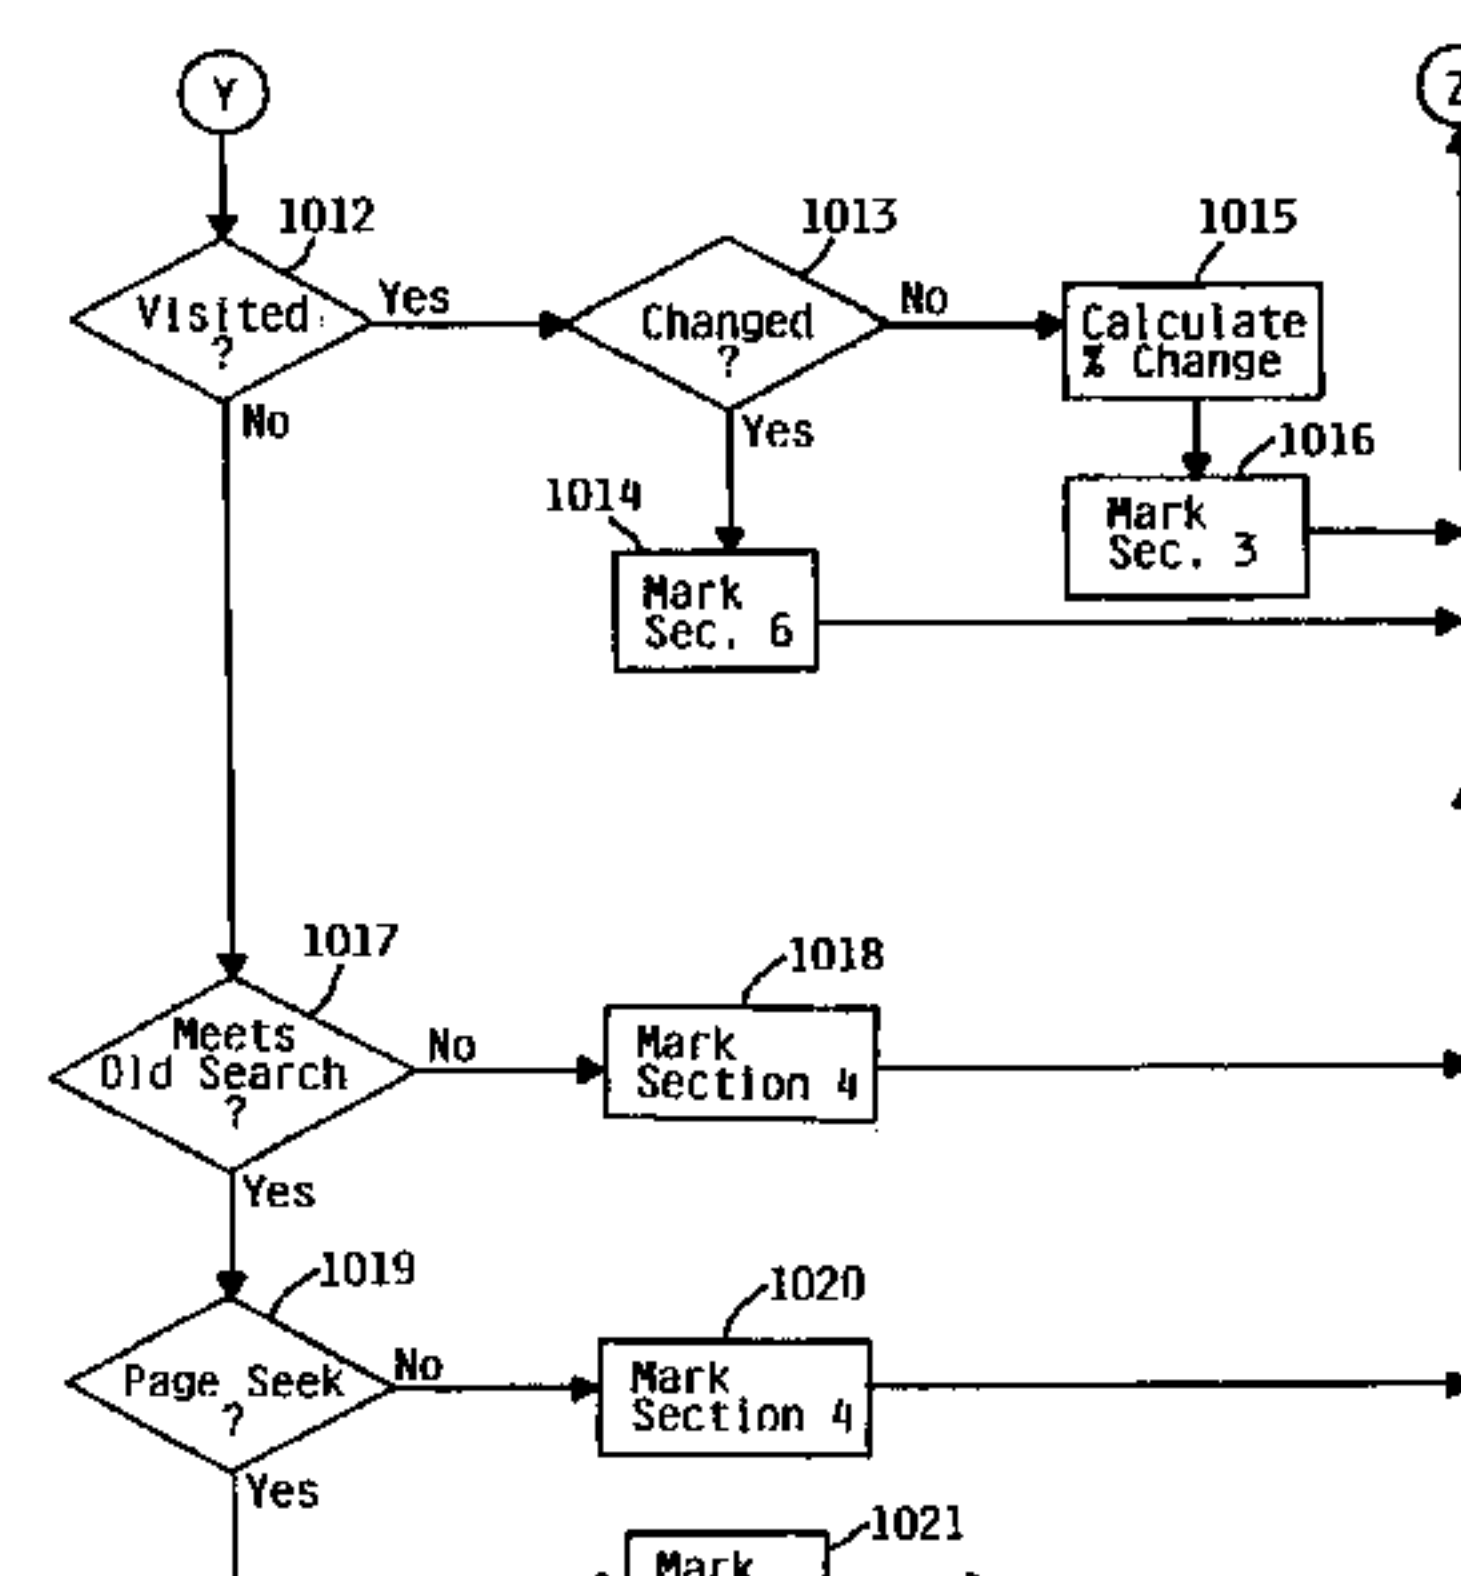 Y
Z
1012
1013
1015
Visited
?
Yes
Changed
?
No
Calculate
% Change
No
Yes
1016
1014
Mark
Sec. 3
Mark
Sec. 6
1017
1018
Meets
Old Search
?
No
Mark
Section 4
Yes
1019
1020
Page Seek
?
No
Mark
Section 4
Yes
1021
Mark